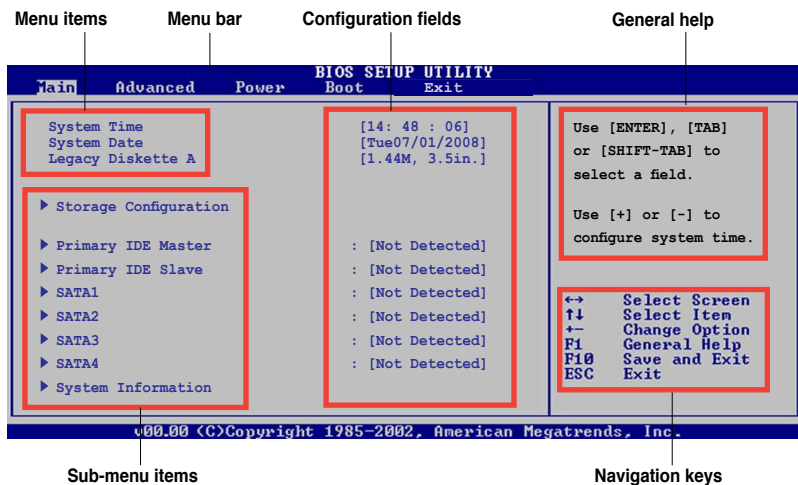 Menu items Menu bar Configuration fields General help
BIOS SETUP UTILITY
Main Advanced Power Boot Exit
System Time [14: 48 : 06]
System Date [Tue07/01/2008]
Legacy Diskette A [1.44M, 3.5in.]
Storage Configuration
Primary IDE Master : [Not Detected]
Primary IDE Slave : [Not Detected]
SATA1 : [Not Detected]
SATA2 : [Not Detected]
SATA3 : [Not Detected]
SATA4 : [Not Detected]
System Information
Use [ENTER], [TAB]
or [SHIFT-TAB] to
select a field.
Use [+] or [-] to
configure system time.
←→ Select Screen
↑↓ Select Item
+- Change Option
F1 General Help
F10 Save and Exit
ESC Exit
v00.00 (C)Copyright 1985-2002, American Megatrends, Inc.
Sub-menu items Navigation keys